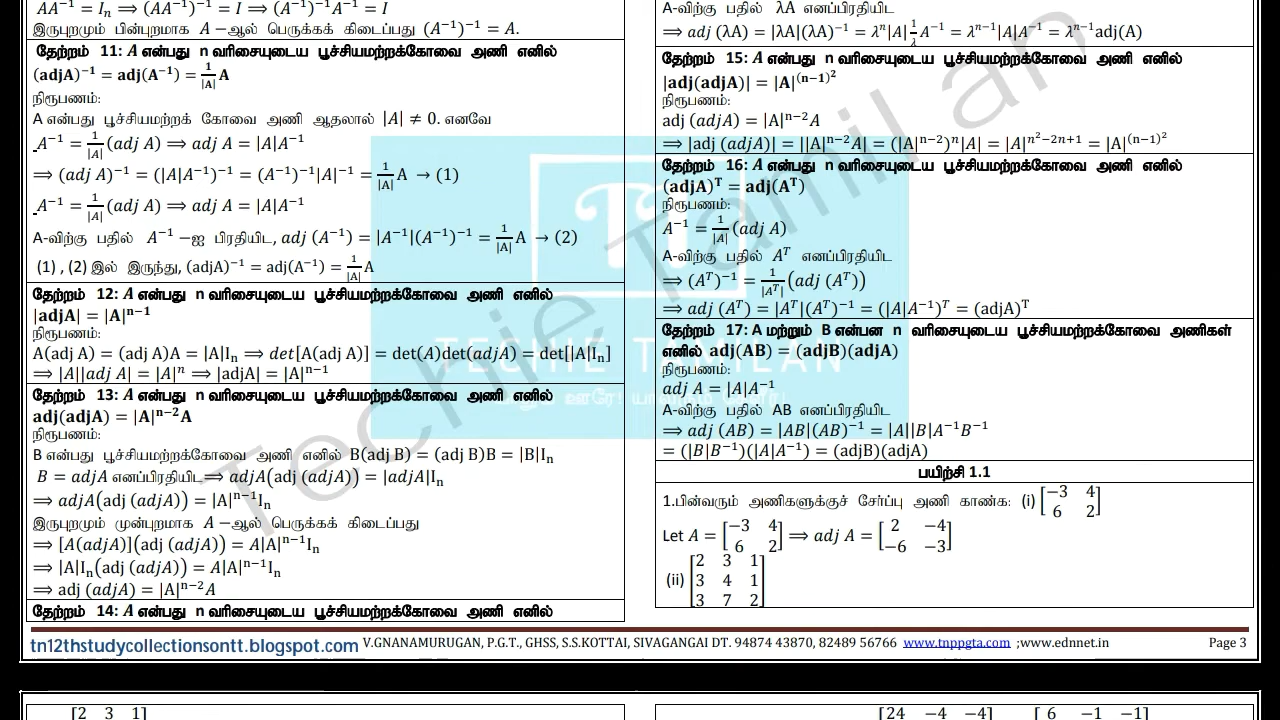 AA⁻¹ = Iₙ ⟹ (AA⁻¹)⁻¹ = I ⟹ (A⁻¹)⁻¹A⁻¹ = I
இருபுறமும் பின்புறமாக A −ஆல் பெருக்கக் கிடைப்பது (A⁻¹)⁻¹ = A.
தேற்றம் 11: A என்பது n வரிசையுடைய பூச்சியமற்றக்கோவை அணி எனில்
(adjA)⁻¹ = adj(A⁻¹) = 1/|A| A
நிரூபணம்:
A என்பது பூச்சியமற்றக் கோவை அணி ஆதலால் |A| ≠ 0. எனவே
A⁻¹ = 1/|A| (adj A) ⟹ adj A = |A|A⁻¹
⟹ (adj A)⁻¹ = (|A|A⁻¹)⁻¹ = (A⁻¹)⁻¹|A|⁻¹ = 1/|A| A → (1)
A⁻¹ = 1/|A| (adj A) ⟹ adj A = |A|A⁻¹
A-விற்கு பதில் A⁻¹ −ஐ பிரதியிட, adj (A⁻¹) = |A⁻¹|(A⁻¹)⁻¹ = 1/|A| A → (2)
(1) , (2) இல் இருந்து, (adjA)⁻¹ = adj(A⁻¹) = 1/|A| A
தேற்றம் 12: A என்பது n வரிசையுடைய பூச்சியமற்றக்கோவை அணி எனில்
|adjA| = |A|ⁿ⁻¹
நிரூபணம்:
A(adj A) = (adj A)A = |A|Iₙ ⟹ det[A(adj A)] = det(A)det(adjA) = det[|A|Iₙ]
⟹ |A||adj A| = |A|ⁿ ⟹ |adjA| = |A|ⁿ⁻¹
தேற்றம் 13: A என்பது n வரிசையுடைய பூச்சியமற்றக்கோவை அணி எனில்
adj(adjA) = |A|ⁿ⁻²A
நிரூபணம்:
B என்பது பூச்சியமற்றக்கோவை அணி எனில் B(adj B) = (adj B)B = |B|Iₙ
B = adjA எனப்பிரதியிட⟹ adjA(adj (adjA)) = |adjA|Iₙ
⟹ adjA(adj (adjA)) = |A|ⁿ⁻¹Iₙ
இருபுறமும் முன்புறமாக A −ஆல் பெருக்கக் கிடைப்பது
⟹ [A(adjA)](adj (adjA)) = A|A|ⁿ⁻¹Iₙ
⟹ |A|Iₙ(adj (adjA)) = A|A|ⁿ⁻¹Iₙ
⟹ adj (adjA) = |A|ⁿ⁻²A
தேற்றம் 14: A என்பது n வரிசையுடைய பூச்சியமற்றக்கோவை அணி எனில்
A-விற்கு பதில் λA எனப்பிரதியிட
⟹ adj (λA) = |λA|(λA)⁻¹ = λⁿ|A| 1/λ A⁻¹ = λⁿ⁻¹|A|A⁻¹ = λⁿ⁻¹adj(A)
தேற்றம் 15: A என்பது n வரிசையுடைய பூச்சியமற்றக்கோவை அணி எனில்
|adj(adjA)| = |A|^(n−1)²
நிரூபணம்:
adj (adjA) = |A|ⁿ⁻²A
⟹ |adj (adjA)| = ||A|ⁿ⁻²A| = (|A|ⁿ⁻²)ⁿ|A| = |A|^n²−2n+1 = |A|^(n−1)²
தேற்றம் 16: A என்பது n வரிசையுடைய பூச்சியமற்றக்கோவை அணி எனில்
(adjA)ᵀ = adj(Aᵀ)
நிரூபணம்:
A⁻¹ = 1/|A| (adj A)
A-விற்கு பதில் Aᵀ எனப்பிரதியிட
⟹ (Aᵀ)⁻¹ = 1/|Aᵀ| (adj (Aᵀ))
⟹ adj (Aᵀ) = |Aᵀ|(Aᵀ)⁻¹ = (|A|A⁻¹)ᵀ = (adjA)ᵀ
தேற்றம் 17: A மற்றும் B என்பன n வரிசையுடைய பூச்சியமற்றக்கோவை அணிகள்
எனில் adj(AB) = (adjB)(adjA)
நிரூபணம்:
adj A = |A|A⁻¹
A-விற்கு பதில் AB எனப்பிரதியிட
⟹ adj (AB) = |AB|(AB)⁻¹ = |A||B|A⁻¹B⁻¹
= (|B|B⁻¹)(|A|A⁻¹) = (adjB)(adjA)
பயிற்சி 1.1
1.பின்வரும் அணிகளுக்குச் சேர்ப்பு அணி காண்க: (i) [−3 4
6 2]
Let A = [−3 4
6 2] ⟹ adj A = [2 −4
−6 −3]
(ii) [2 3 1
3 4 1
3 7 2]
Techie Tamilan
TECHIE TAMILAN
tn12thstudycollectionsontt.blogspot.com V.GNANAMURUGAN, P.G.T., GHSS, S.S.KOTTAI, SIVAGANGAI DT. 94874 43870, 82489 56766 www.tnppgta.com ;www.ednnet.in Page 3
[2 3 1]
[24 −4 −4] [6 −1 −1]